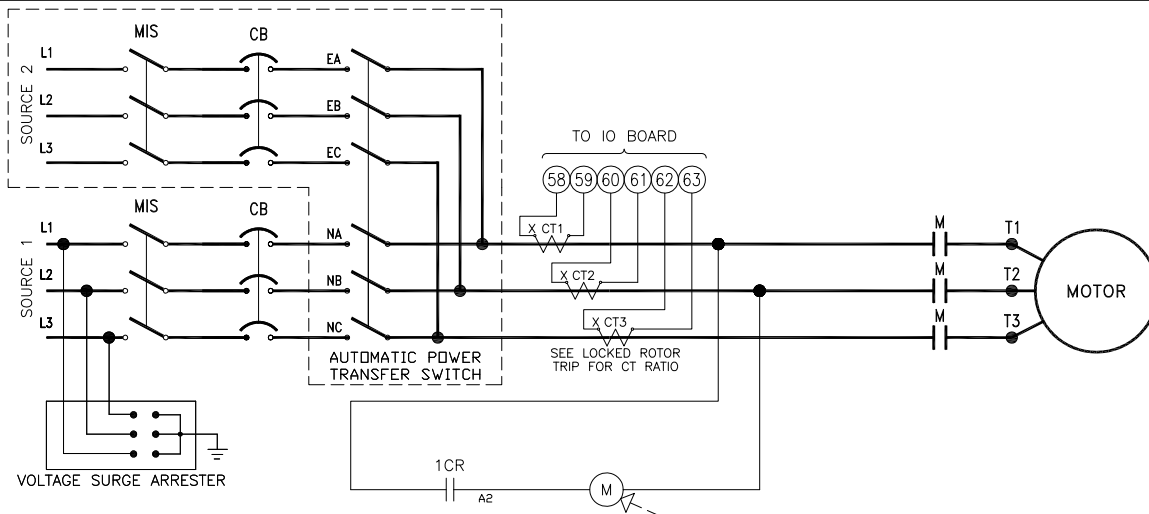 MIS
CB
L1
EA
L2
EB
L3
EC
SOURCE 2
TO IO BOARD
58 59 60 61 62 63
MIS
CB
L1
NA
X CT1
M
T1
L2
NB
X CT2
M
T2
MOTOR
L3
NC
X CT3
M
T3
SOURCE 1
AUTOMATIC POWER
TRANSFER SWITCH
SEE LOCKED ROTOR
TRIP FOR CT RATIO
VOLTAGE SURGE ARRESTER
1CR
A2
M